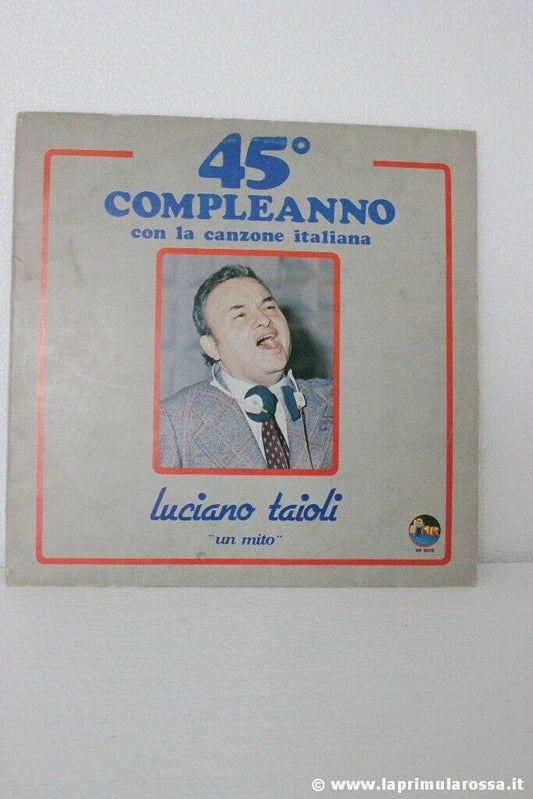 45°
COMPLEANNO
con la canzone italiana
luciano taioli
"un mito"
© www.laprimularossa.it